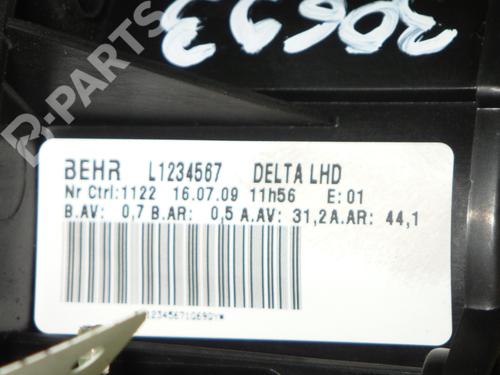 B-PARTS
30693
BEHR L1234567 DELTA LHD
Nr Ctrl:1122 16.07.09 11h56 E:01
B.AV: 0,7 B.AR: 0,5 A.AV: 31,2 A.AR: 44,1